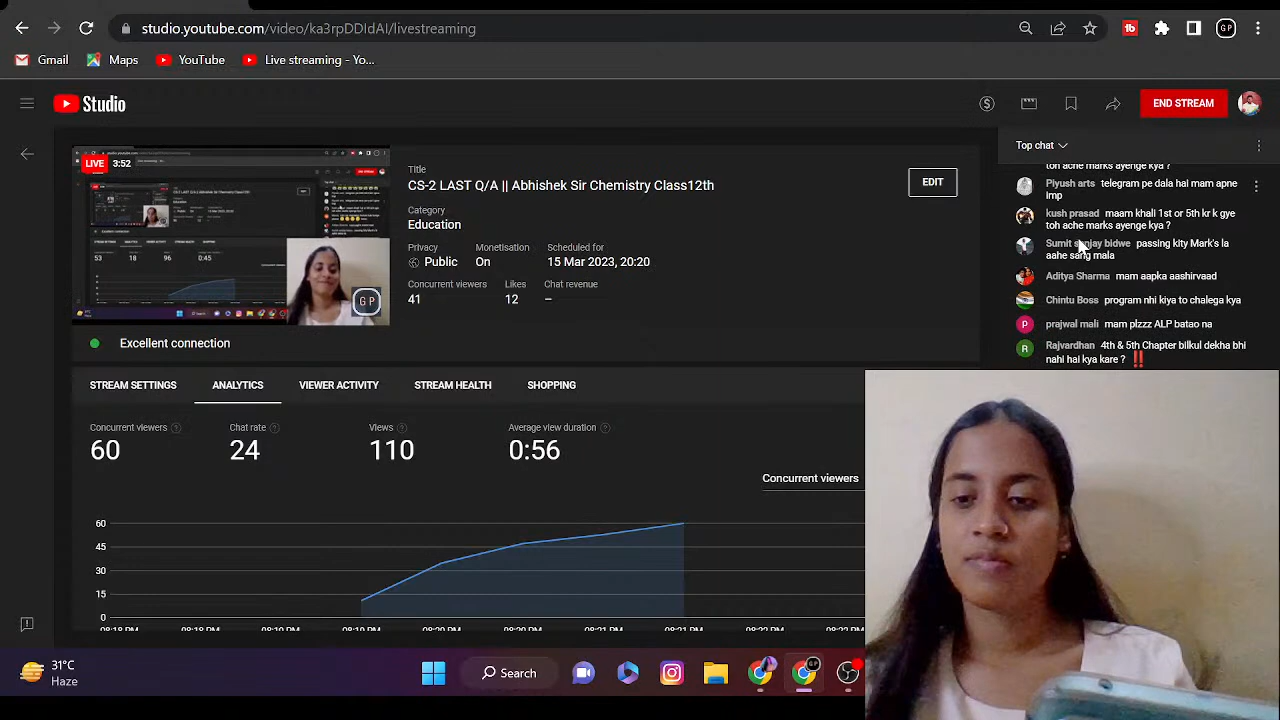 studio.youtube.com/video/ka3rpDDIdAI/livestreaming
Gmail Maps YouTube Live streaming - Yo...
Studio
END STREAM
LIVE 3:52
Title
CS-2 LAST Q/A || Abhishek Sir Chemistry Class12th
EDIT
Category
Education
Privacy Monetisation Scheduled for
Public On 15 Mar 2023, 20:20
Concurrent viewers Likes Chat revenue
41 12 –
GP
Excellent connection
STREAM SETTINGS ANALYTICS VIEWER ACTIVITY STREAM HEALTH SHOPPING
Concurrent viewers Chat rate Views Average view duration
60 24 110 0:56
Concurrent viewers
60
45
30
15
0
Top chat
toh ache marks ayenge kya ?
Piyush arts telegram pe dala hai mam apne
imp
kush prasad maam khali 1st or 5th kr gye
toh ache marks ayenge kya ?
passing kity Mark's la
aahe sang mala
Aditya Sharma mam aapka aashirvaad
Chintu Boss program nhi kiya to chalega kya
prajwal mali mam plzzz ALP batao na
Rajvardhan 4th & 5th Chapter bilkul dekha bhi
nahi hai kya kare ? ‼️
31°C
Haze
Search